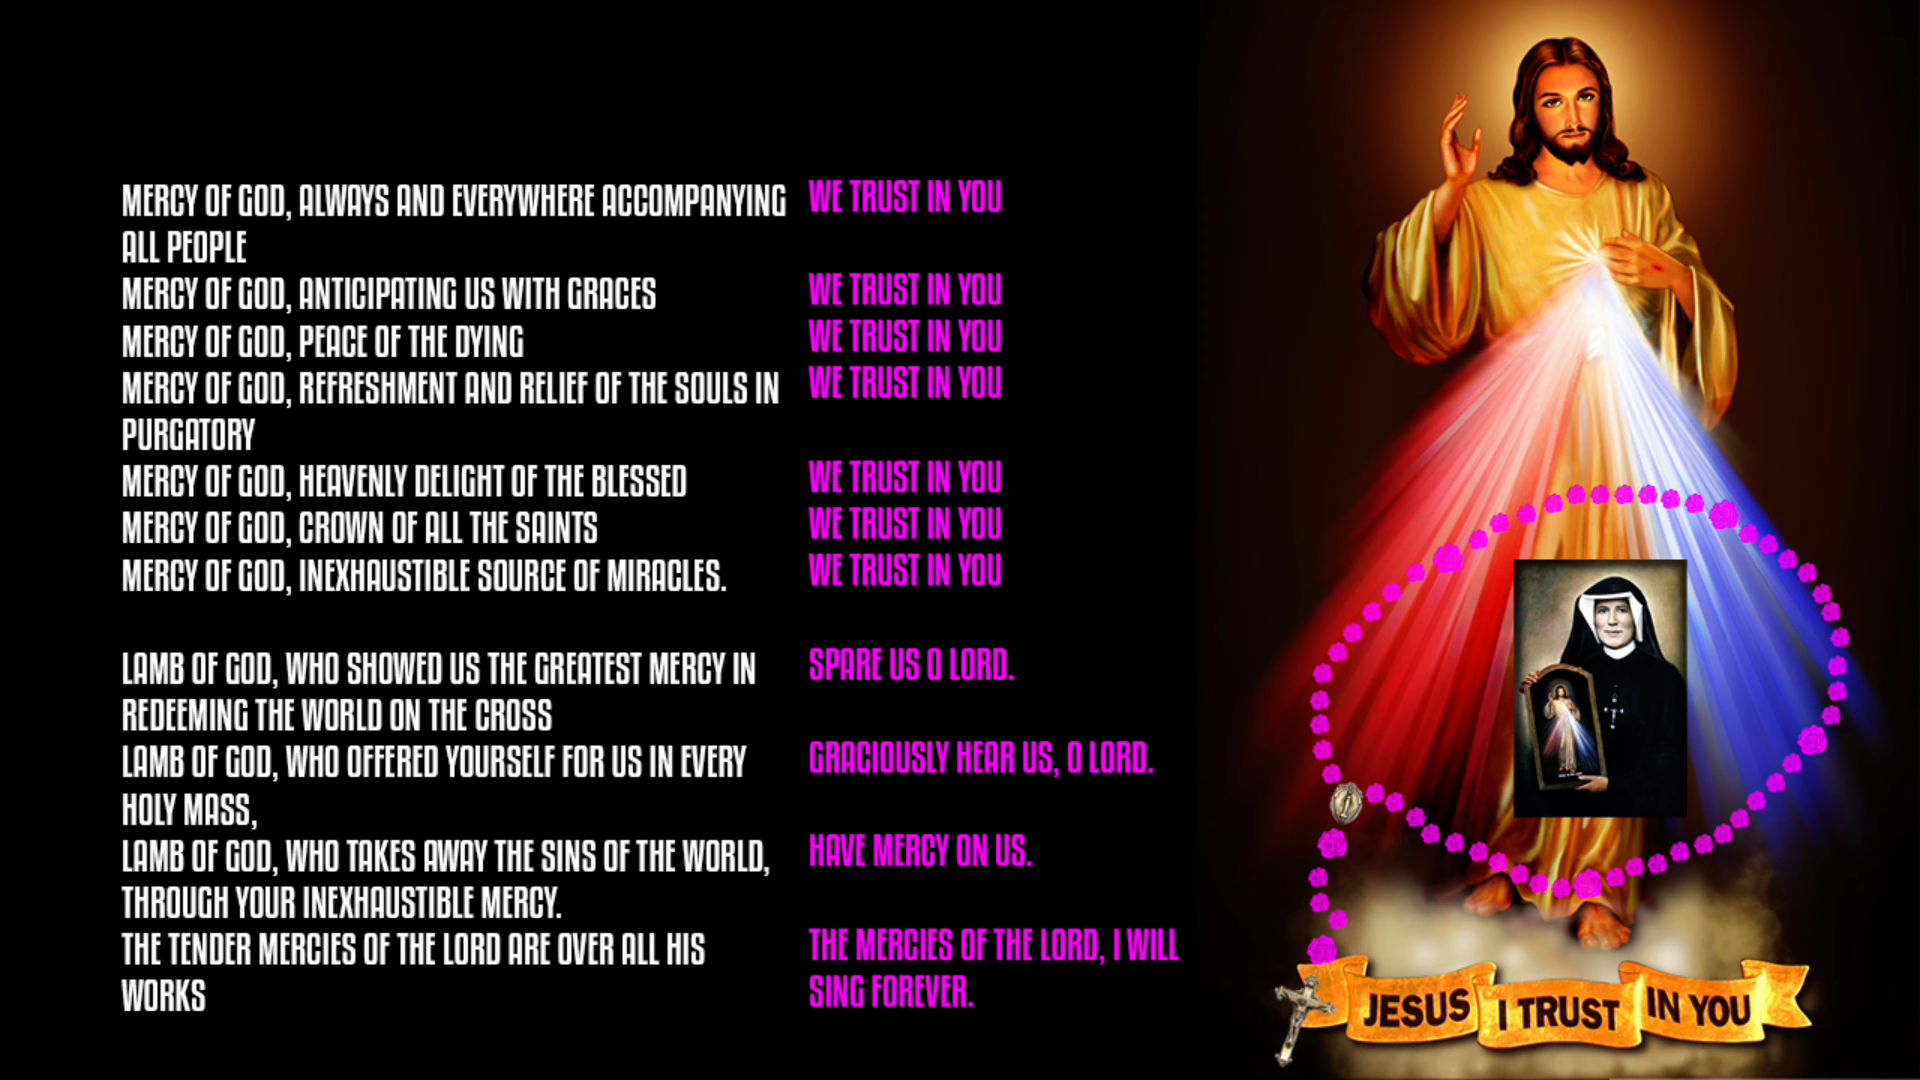 MERCY OF GOD, ALWAYS AND EVERYWHERE ACCOMPANYING WE TRUST IN YOU
ALL PEOPLE
MERCY OF GOD, ANTICIPATING US WITH GRACES WE TRUST IN YOU
MERCY OF GOD, PEACE OF THE DYING WE TRUST IN YOU
MERCY OF GOD, REFRESHMENT AND RELIEF OF THE SOULS IN WE TRUST IN YOU
PURGATORY
MERCY OF GOD, HEAVENLY DELIGHT OF THE BLESSED WE TRUST IN YOU
MERCY OF GOD, CROWN OF ALL THE SAINTS WE TRUST IN YOU
MERCY OF GOD, INEXHAUSTIBLE SOURCE OF MIRACLES. WE TRUST IN YOU
LAMB OF GOD, WHO SHOWED US THE GREATEST MERCY IN SPARE US O LORD.
REDEEMING THE WORLD ON THE CROSS
LAMB OF GOD, WHO OFFERED YOURSELF FOR US IN EVERY GRACIOUSLY HEAR US, O LORD.
HOLY MASS,
LAMB OF GOD, WHO TAKES AWAY THE SINS OF THE WORLD, HAVE MERCY ON US.
THROUGH YOUR INEXHAUSTIBLE MERCY.
THE TENDER MERCIES OF THE LORD ARE OVER ALL HIS THE MERCIES OF THE LORD, I WILL
WORKS SING FOREVER.
JESUS I TRUST IN YOU